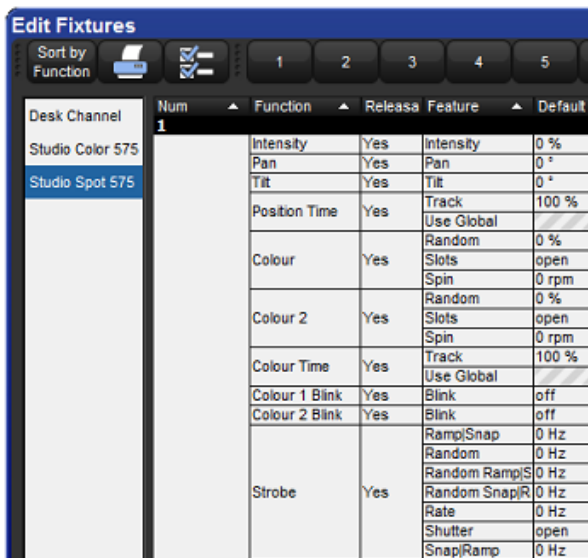 Edit Fixtures
Sort by
Function
1 2 3 4 5
Desk Channel
Studio Color 575
Studio Spot 575
Num Function Releasa Feature Default
1
Intensity Yes Intensity 0 %
Pan Yes Pan 0 °
Tilt Yes Tilt 0 °
Position Time Yes Track 100 %
Use Global
Colour Yes Random 0 %
Slots open
Spin 0 rpm
Colour 2 Yes Random 0 %
Slots open
Spin 0 rpm
Colour Time Yes Track 100 %
Use Global
Colour 1 Blink Yes Blink off
Colour 2 Blink Yes Blink off
Strobe Yes Ramp|Snap 0 Hz
Random 0 Hz
Random Ramp|S 0 Hz
Random Snap|R 0 Hz
Rate 0 Hz
Shutter open
Snap|Ramp 0 Hz